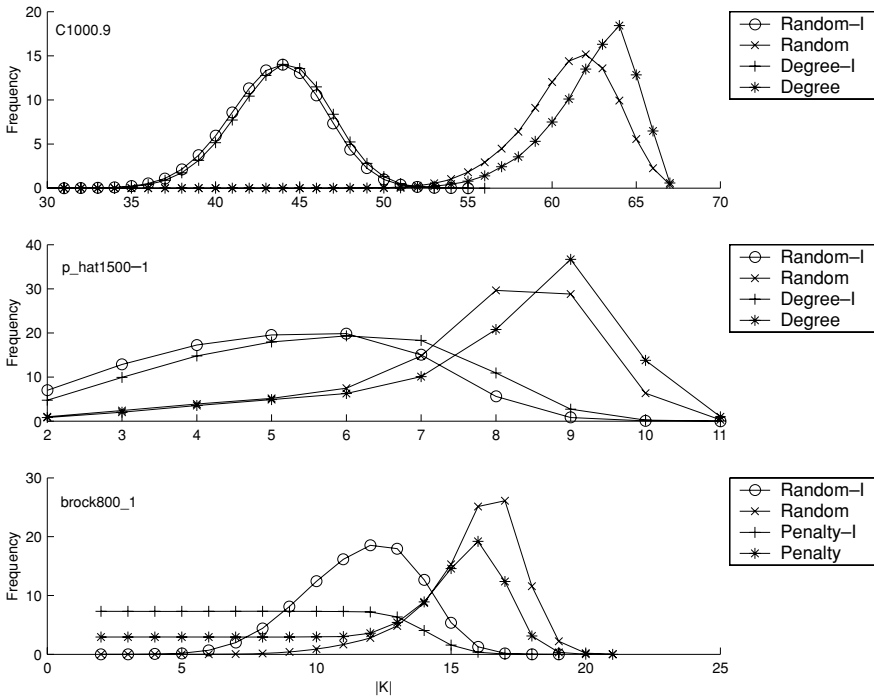 C1000.9
Frequency
20
15
10
5
0
30 35 40 45 50 55 60 65 70
Random−I
Random
Degree−I
Degree
p_hat1500−1
Frequency
40
30
20
10
0
2 3 4 5 6 7 8 9 10 11
Random−I
Random
Degree−I
Degree
brock800_1
Frequency
30
20
10
0
0 5 10 15 20 25
|K|
Random−I
Random
Penalty−I
Penalty